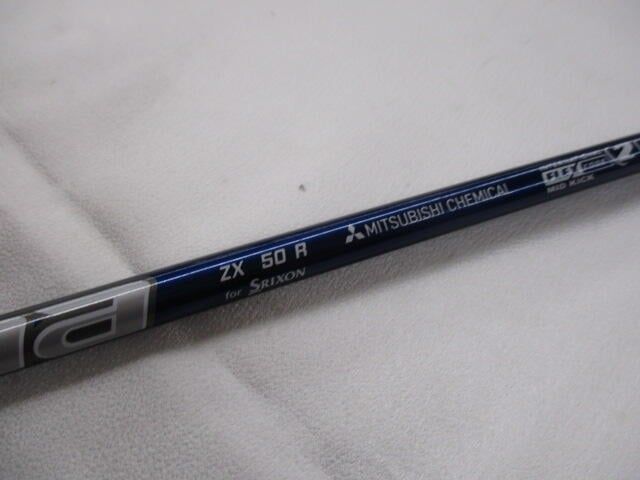 ZX 50 R
for SRIXON
MITSUBISHI CHEMICAL
MID KICK